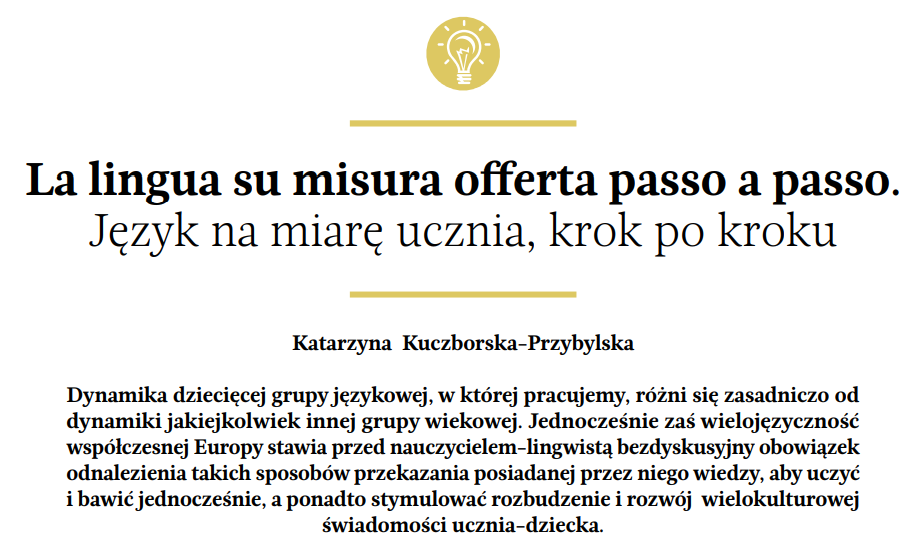 La lingua su misura offerta passo a passo.
Język na miarę ucznia, krok po kroku
Katarzyna Kuczborska-Przybylska
Dynamika dziecięcej grupy językowej, w której pracujemy, różni się zasadniczo od
dynamiki jakiejkolwiek innej grupy wiekowej. Jednocześnie zaś wielojęzyczność
współczesnej Europy stawia przed nauczycielem-lingwistą bezdyskusyjny obowiązek
odnalezienia takich sposobów przekazania posiadanej przez niego wiedzy, aby uczyć
i bawić jednocześnie, a ponadto stymulować rozbudzenie i rozwój wielokulturowej
świadomości ucznia-dziecka.